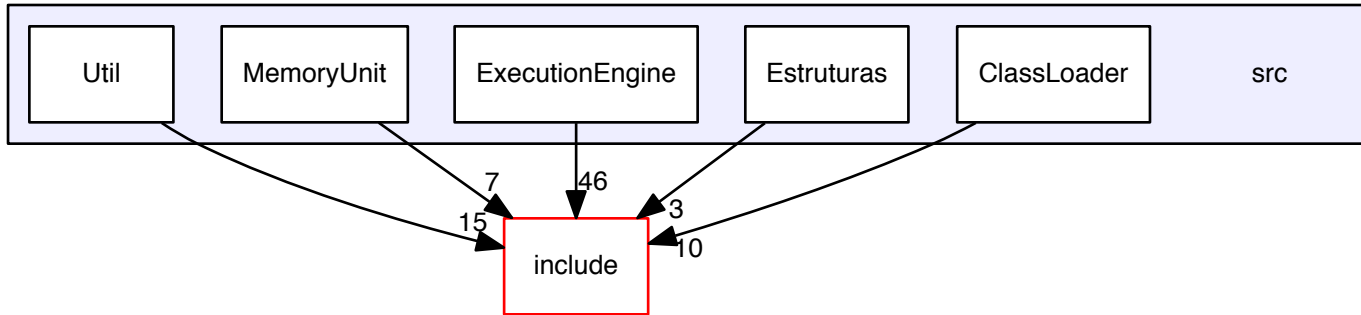 Util
MemoryUnit
ExecutionEngine
Estruturas
ClassLoader
src
7
46
3
15
10
include